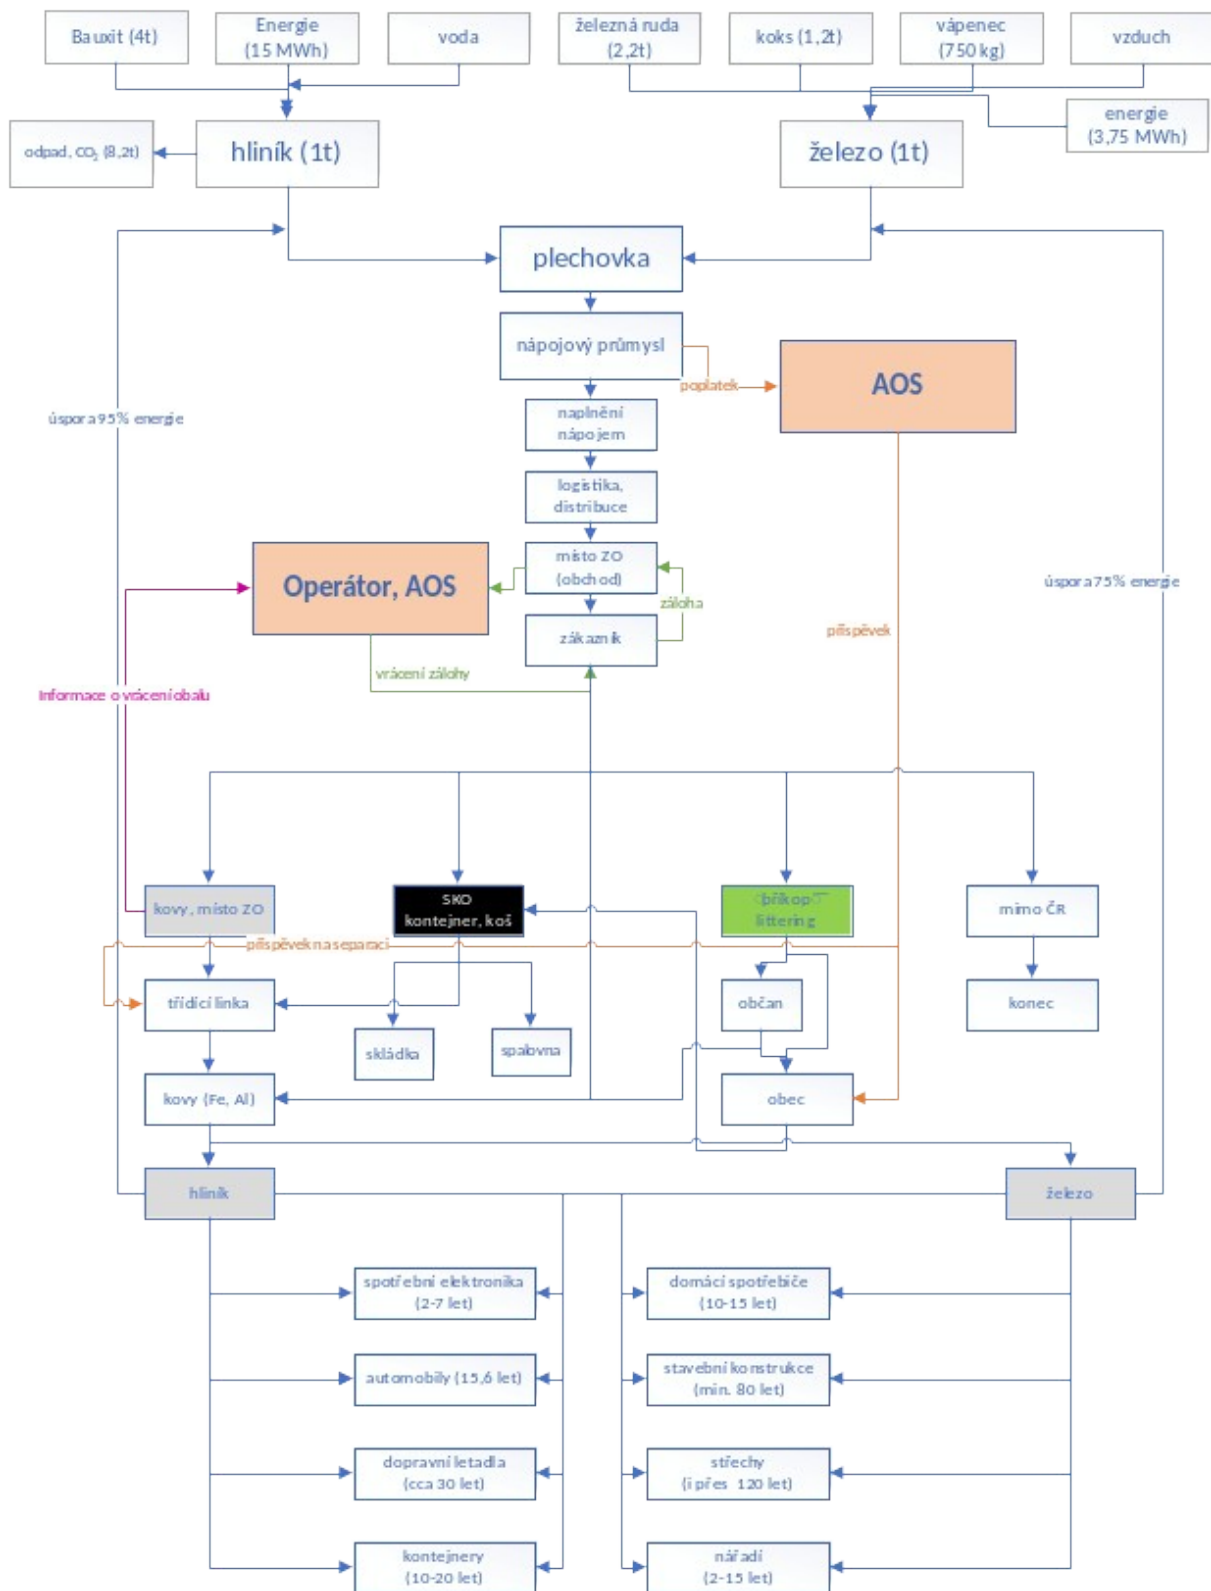 Bauxit (4t)
Energie
(15 MWh)
voda
železná ruda
(2,2t)
koks (1,2t)
vápenec
(750 kg)
vzduch
energie
(3,75 MWh)
odpad, CO₂ (8,2t)
hliník (1t)
železo (1t)
plechovka
nápojový průmysl
poplatek
AOS
úspora 95% energie
naplnění
nápojem
logistika,
distribuce
místo ZO
(obchod)
Operátor, AOS
záloha
úspora 75% energie
zákazník
příspěvek
vrácení zálohy
Informace o vrácení obalu
kovy, místo ZO
SKO
kontejner, koš
příkop
littering
mimo ČR
příspěvek na separaci
třídící linka
občan
konec
skládka
spalovna
kovy (Fe, Al)
obec
hliník
železo
spotřební elektronika
(2-7 let)
domácí spotřebiče
(10-15 let)
automobily (15,6 let)
stavební konstrukce
(min. 80 let)
dopravní letadla
(cca 30 let)
střechy
(i přes 120 let)
kontejnery
(10-20 let)
nářadí
(2-15 let)